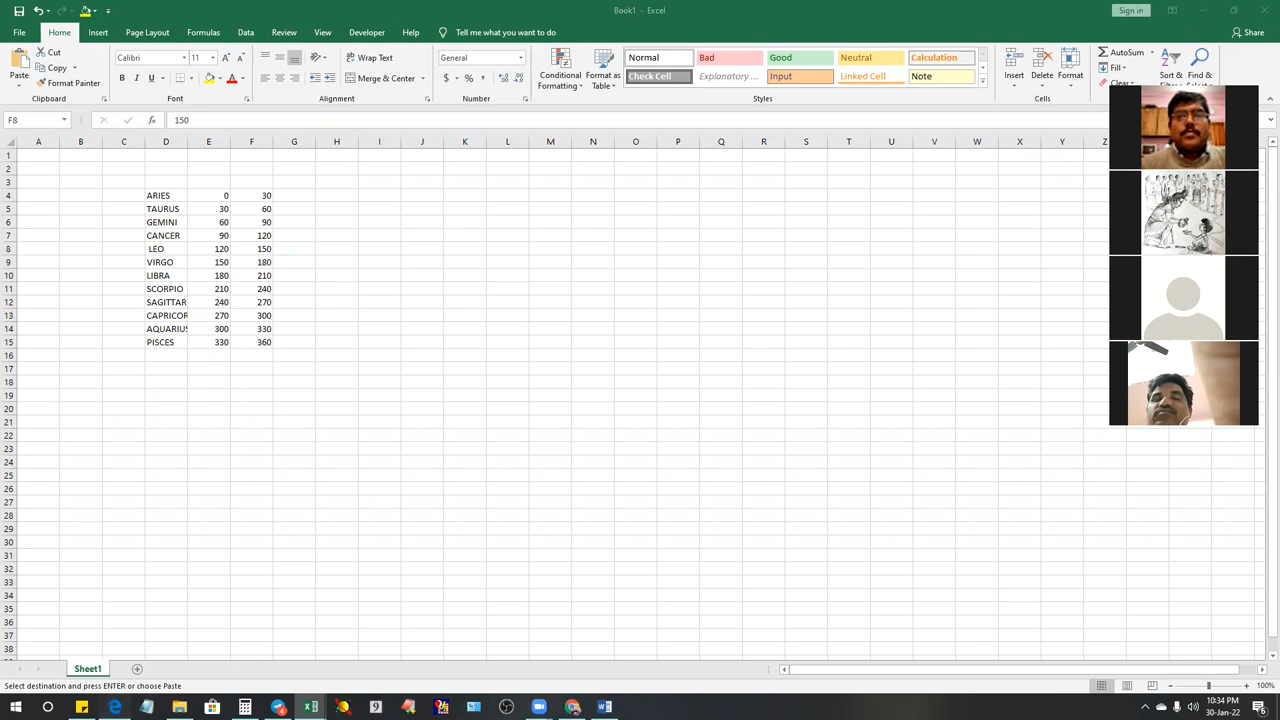 Book1 - Excel
Sign in
File Home Insert Page Layout Formulas Data Review View Developer Help Tell me what you want to do Share
Paste
Cut
Copy
Format Painter
Clipboard
Calibri 11
B I U
Font
Wrap Text
Merge & Center
Alignment
General
$ % ,
Number
Conditional Formatting
Format as Table
Normal Bad Good Neutral Calculation
Check Cell Explanatory ... Input Linked Cell Note
Styles
Insert Delete Format
Cells
AutoSum
Fill
Clear
Sort &
Find &
F8 fx 150
A B C D E F G H I J K L M N O P Q R S T U V W X Y Z
1
2
3
4 ARIES 0 30
5 TAURUS 30 60
6 GEMINI 60 90
7 CANCER 90 120
8 LEO 120 150
9 VIRGO 150 180
10 LIBRA 180 210
11 SCORPIO 210 240
12 SAGITTAR 240 270
13 CAPRICOR 270 300
14 AQUARIUS 300 330
15 PISCES 330 360
16
17
18
19
20
21
22
23
24
25
26
27
28
29
30
31
32
33
34
35
36
37
38
Sheet1
Select destination and press ENTER or choose Paste
100%
10:34 PM
30-Jan-22